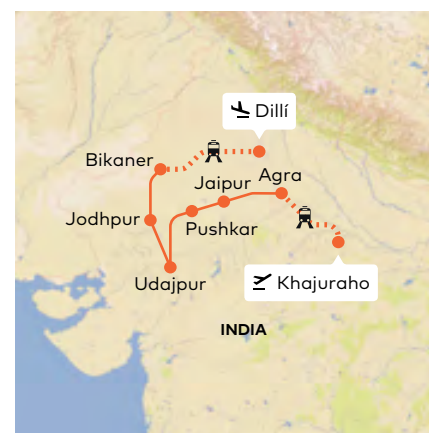 Dillí
Bikaner
Agra
Jaipur
Jodhpur
Pushkar
Udajpur
Khajuraho
INDIA